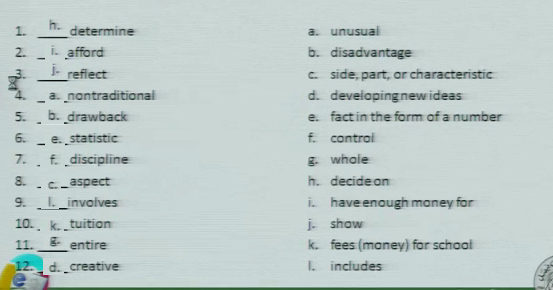 1. h. determine a. unusual
2. i. afford b. disadvantage
3. j. reflect c. side, part, or characteristic
4. a. nontraditional d. developing new ideas
5. b. drawback e. fact in the form of a number
6. e. statistic f. control
7. f. discipline g. whole
8. c. aspect h. decide on
9. l. involves i. have enough money for
10. k. tuition j. show
11. g. entire k. fees (money) for school
12. d. creative l. includes